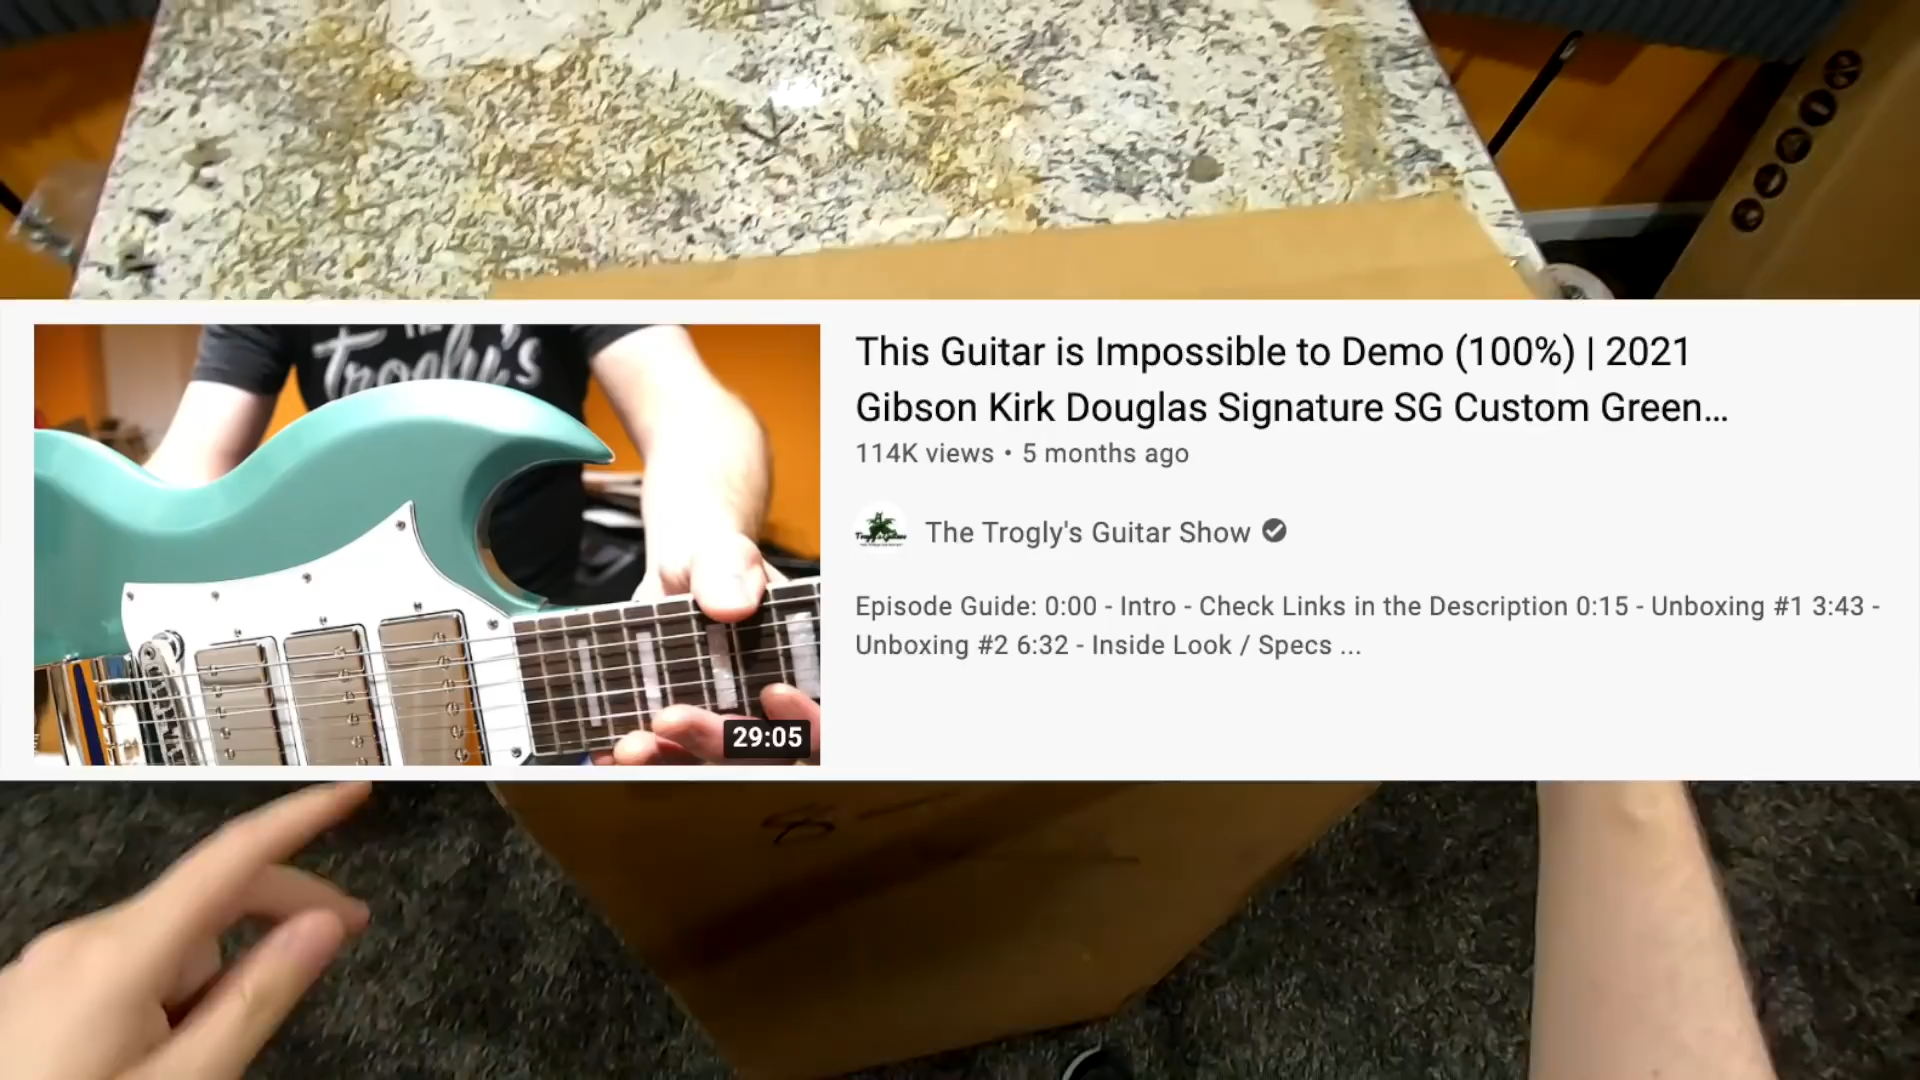 Trogly's
29:05
This Guitar is Impossible to Demo (100%) | 2021
Gibson Kirk Douglas Signature SG Custom Green...
114K views • 5 months ago
The Trogly's Guitar Show
Episode Guide: 0:00 - Intro - Check Links in the Description 0:15 - Unboxing #1 3:43 -
Unboxing #2 6:32 - Inside Look / Specs ...